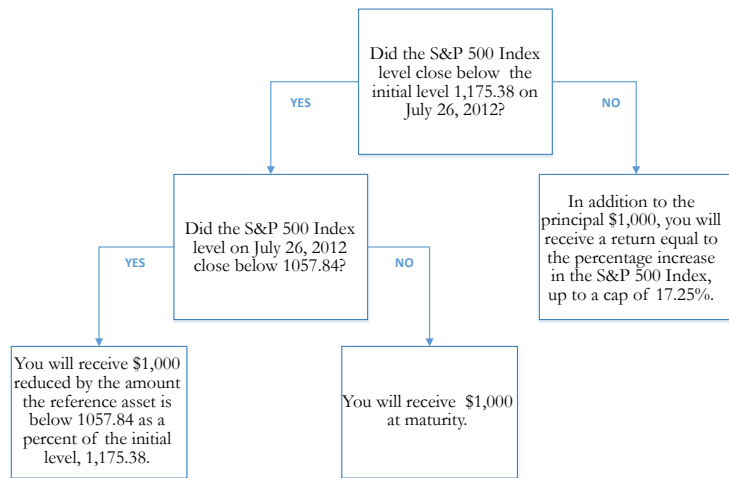 Did the S&P 500 Index
level close below the
initial level 1,175.38 on
July 26, 2012?
YES
NO
Did the S&P 500 Index
level on July 26, 2012
close below 1057.84?
In addition to the
principal $1,000, you will
receive a return equal to
the percentage increase
in the S&P 500 Index,
up to a cap of 17.25%.
YES
NO
You will receive $1,000
reduced by the amount
the reference asset is
below 1057.84 as a
percent of the initial
level, 1,175.38.
You will receive $1,000
at maturity.